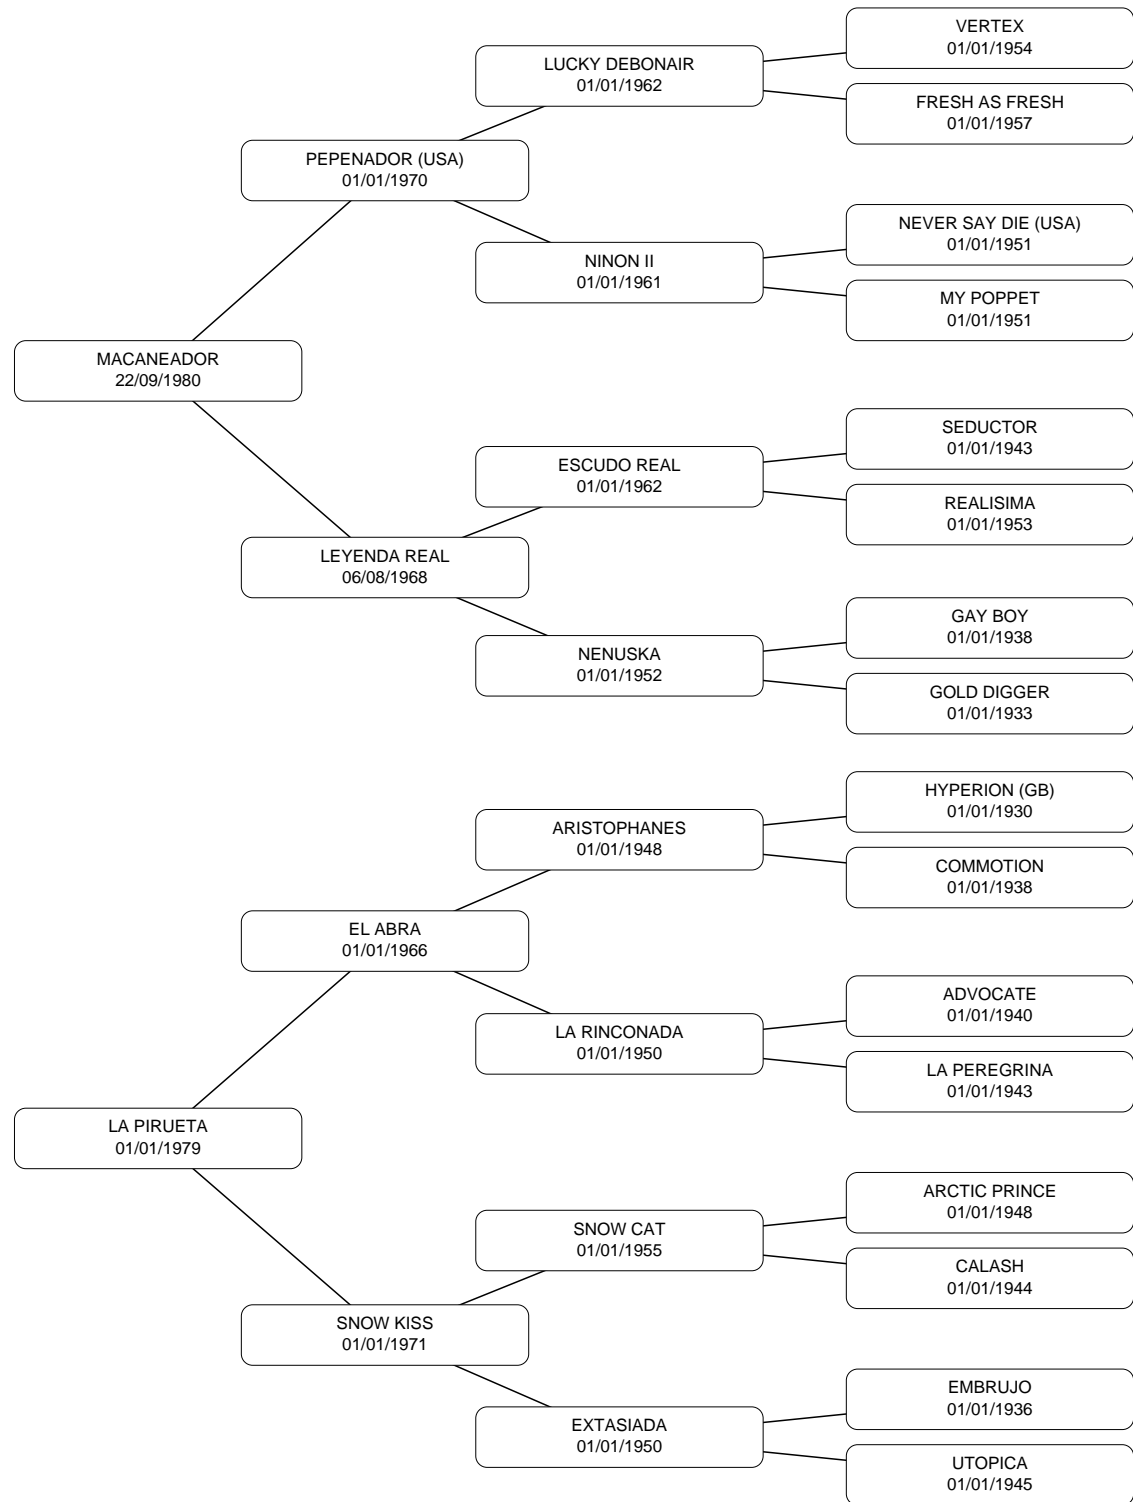 VERTEX
01/01/1954
LUCKY DEBONAIR
01/01/1962
FRESH AS FRESH
01/01/1957
PEPENADOR (USA)
01/01/1970
NEVER SAY DIE (USA)
01/01/1951
NINON II
01/01/1961
MY POPPET
01/01/1951
MACANEADOR
22/09/1980
SEDUCTOR
01/01/1943
ESCUDO REAL
01/01/1962
REALISIMA
01/01/1953
LEYENDA REAL
06/08/1968
GAY BOY
01/01/1938
NENUSKA
01/01/1952
GOLD DIGGER
01/01/1933
HYPERION (GB)
01/01/1930
ARISTOPHANES
01/01/1948
COMMOTION
01/01/1938
EL ABRA
01/01/1966
ADVOCATE
01/01/1940
LA RINCONADA
01/01/1950
LA PEREGRINA
01/01/1943
LA PIRUETA
01/01/1979
ARCTIC PRINCE
01/01/1948
SNOW CAT
01/01/1955
CALASH
01/01/1944
SNOW KISS
01/01/1971
EMBRUJO
01/01/1936
EXTASIADA
01/01/1950
UTOPICA
01/01/1945